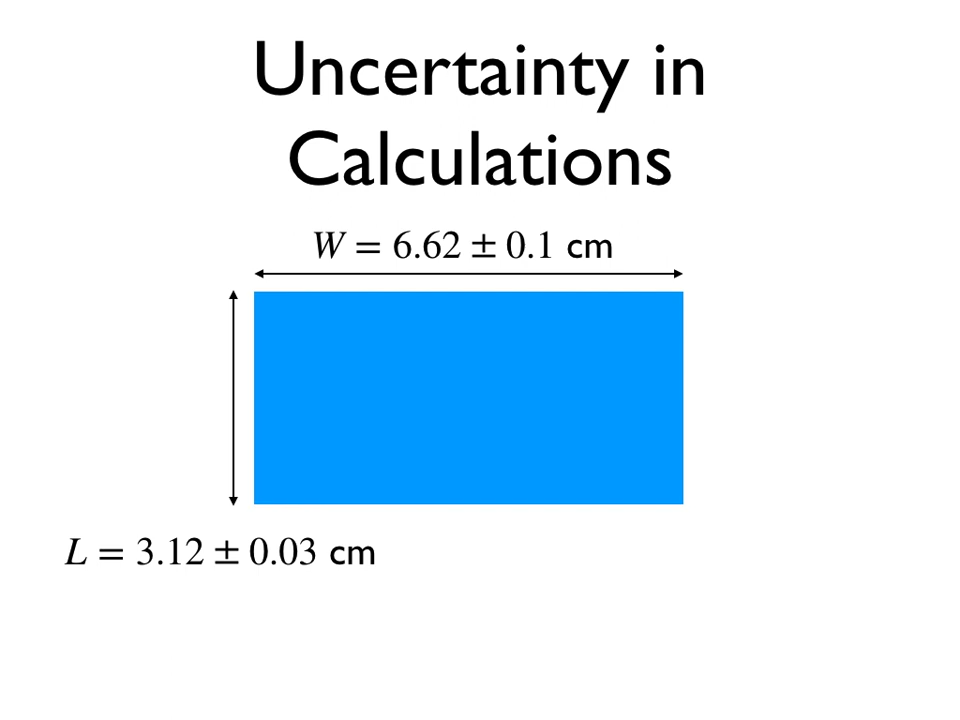 Uncertainty in
Calculations
W = 6.62 ± 0.1 cm
L = 3.12 ± 0.03 cm